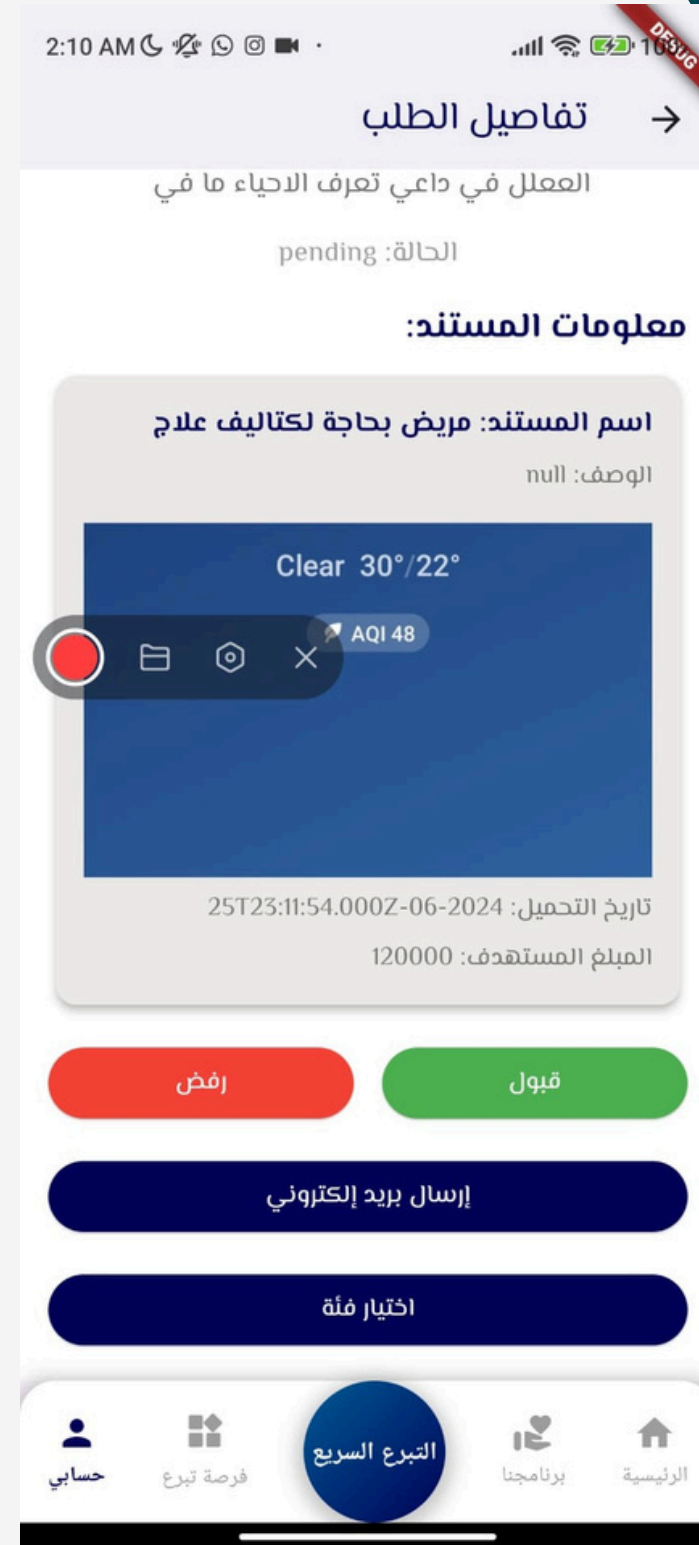 2:10 AM
DEBUG
تفاصيل الطلب
العملل في داعي تعرف الاحياء ما في
الحالة: pending
معلومات المستند:
اسم المستند: مريض بحاجة لكتاليف علاج
الوصف: null
Clear 30°/22°
AQI 48
تاريخ التحميل: 25T23:11:54.000Z-06-2024
المبلغ المستهدف: 120000
قبول
رفض
إرسال بريد إلكتروني
اختيار فئة
الرئيسية
برنامجنا
التبرع السريع
فرصة تبرع
حسابي